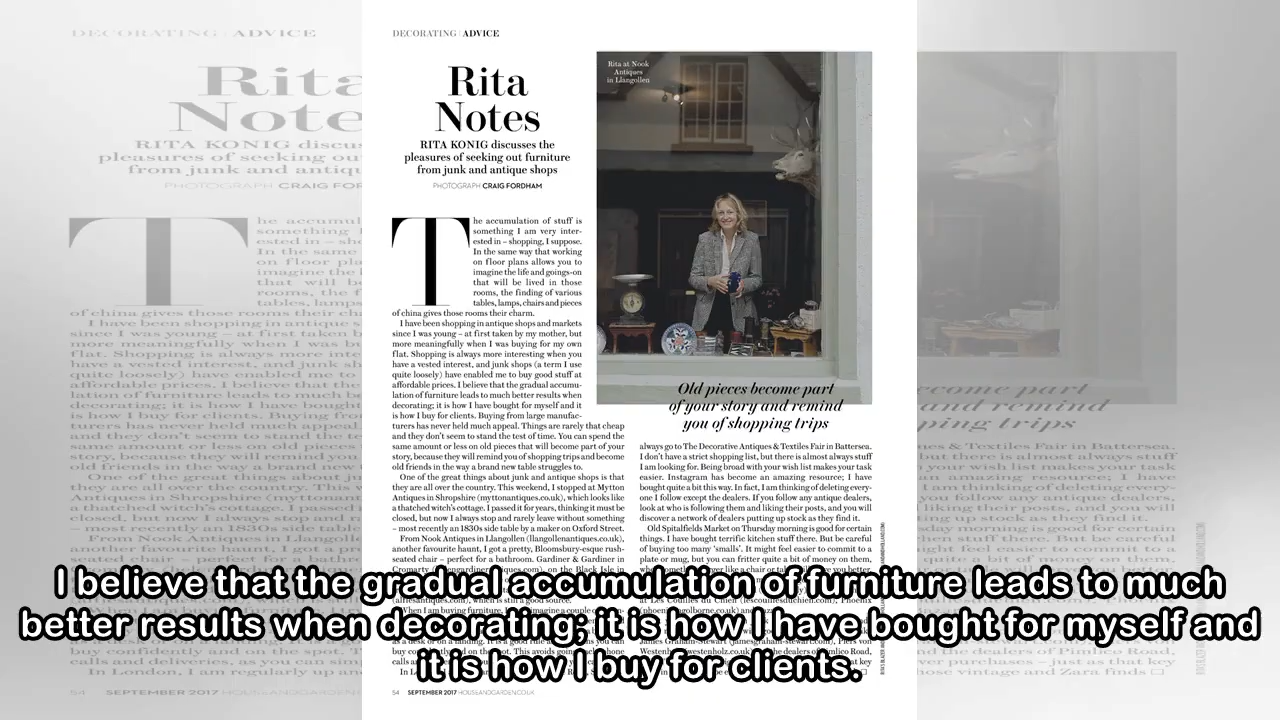 DECORATING | ADVICE
Rita
Notes
RITA KONIG discusses the
pleasures of seeking out furniture
from junk and antique shops
PHOTOGRAPH CRAIG FORDHAM
Rita at Nook
Antiques
in Llangollen
The accumulation of stuff is
something I am very inter-
ested in – shopping, I suppose.
In the same way that working
on floor plans allows you to
imagine the life and goings-on
that will be lived in those
rooms, the finding of various
tables, lamps, chairs and pieces
of china gives those rooms their charm.
I have been shopping in antique shops and markets
since I was young – at first taken by my mother, but
more meaningfully when I was buying for my own
flat. Shopping is always more interesting when you
have a vested interest, and junk shops (a term I use
quite loosely) have enabled me to buy good stuff at
affordable prices. I believe that the gradual accumu-
lation of furniture leads to much better results when
decorating; it is how I have bought for myself and it
is how I buy for clients. Buying from large manufac-
turers has never held much appeal. Things are rarely that cheap
and they don't seem to stand the test of time. You can spend the
same amount or less on old pieces that will become part of your
story, because they will remind you of shopping trips and become
old friends in the way a brand new table struggles to.
One of the great things about junk and antique shops is that
they are all over the country. This weekend, I stopped at Mytton
Antiques in Shropshire (myttonantiques.co.uk), which looks like
a thatched witch's cottage. I passed it for years, thinking it must be
closed, but now I always stop and rarely leave without something
– most recently an 1830s side table by a maker on Oxford Street.
From Nook Antiques in Llangollen (llangollenantiques.co.uk),
another favourite haunt, I got a pretty, Bloomsbury-esque rush-
seated chair – perfect for a bathroom. Gardiner & Gardiner in
Old pieces become part
of your story and remind
you of shopping trips
always go to The Decorative Antiques & Textiles Fair in Battersea.
I don't have a strict shopping list, but there is almost always stuff
I am looking for. Being broad with your wish list makes your task
easier. Instagram has become an amazing resource; I have
bought quite a bit this way. In fact, I am thinking of deleting every-
one I follow except the dealers. If you follow any antique dealers,
look at who is following them and liking their posts, and you will
discover a network of dealers putting up stock as they find it.
Old Spitalfields Market on Thursday morning is good for certain
things. I have bought terrific kitchen stuff there. But be careful
of buying too many 'smalls'. It might feel easier to commit to a
plate or mug, but you can fritter quite a bit of money on them,
I believe that the gradual accumulation of furniture leads to much
better results when decorating; it is how I have bought for myself and
it is how I buy for clients.
54 SEPTEMBER 2017 HOUSEANDGARDEN.CO.UK